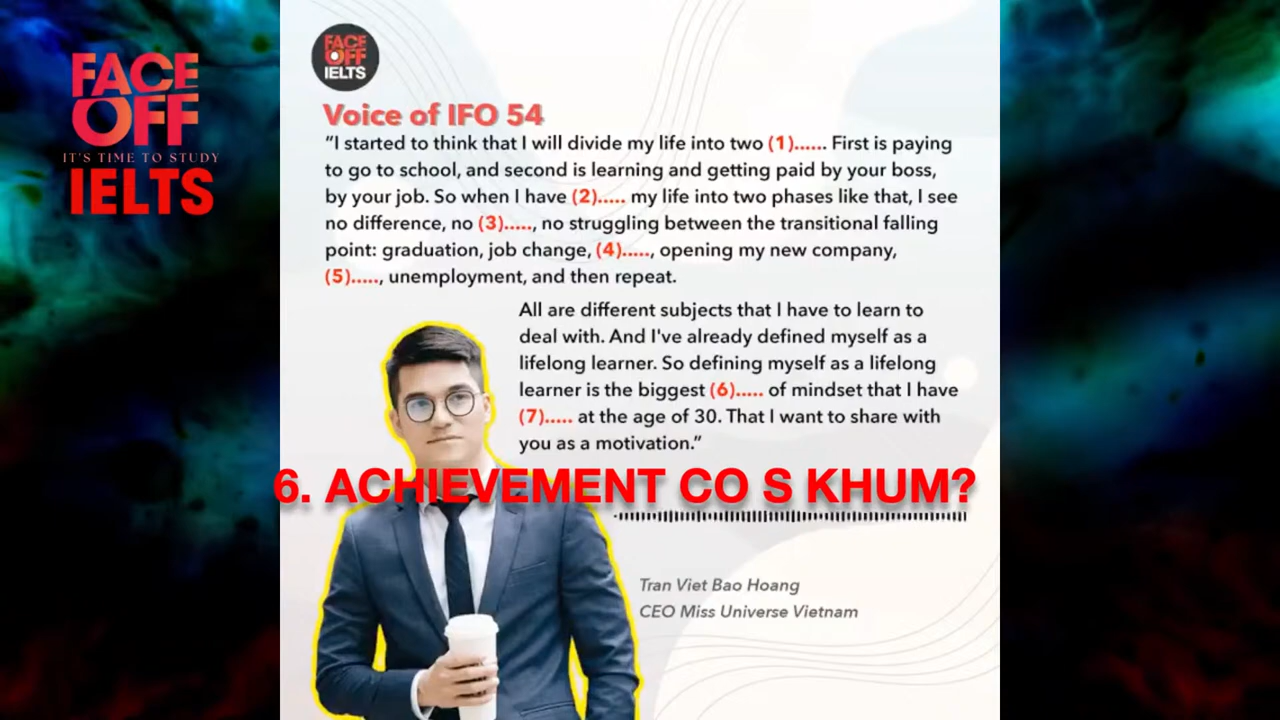 FACE
OFF
IT'S TIME TO STUDY
IELTS
FACE
OFF
IELTS
Voice of IFO 54
“I started to think that I will divide my life into two (1)...... First is paying
to go to school, and second is learning and getting paid by your boss,
by your job. So when I have (2)..... my life into two phases like that, I see
no difference, no (3)....., no struggling between the transitional falling
point: graduation, job change, (4)....., opening my new company,
(5)....., unemployment, and then repeat.
All are different subjects that I have to learn to
deal with. And I've already defined myself as a
lifelong learner. So defining myself as a lifelong
learner is the biggest (6)..... of mindset that I have
(7)..... at the age of 30. That I want to share with
you as a motivation.”
6. ACHIEVEMENT CO S KHUM?
Tran Viet Bao Hoang
CEO Miss Universe Vietnam